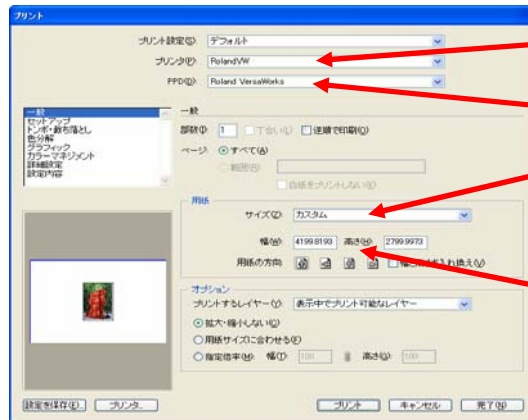 プリント
プリント設定(S): デフォルト
プリンタ(P): RolandVW
PPD(D): Roland VersaWorks
一般
セットアップ
トンボ・裁ち落とし
色分解
グラフィック
カラーマネジメント
詳細設定
設定内容
一般
部数(I): 1 丁合い(L) 逆順で印刷(O)
ページ: すべて(A)
範囲(G):
白紙をプリントしない(K)
用紙
サイズ(Z): カスタム
幅(W): 4199.8193 高さ(H): 2799.9973
用紙の方向:
オプション
プリントするレイヤー(Y): 表示中でプリント可能なレイヤー
拡大・縮小しない(C)
用紙サイズに合わせる(F)
指定倍率(M): 幅(T): 100 高さ(Q): 100
設定を保存(E)... プリンタ... プリント キャンセル 完了(N)